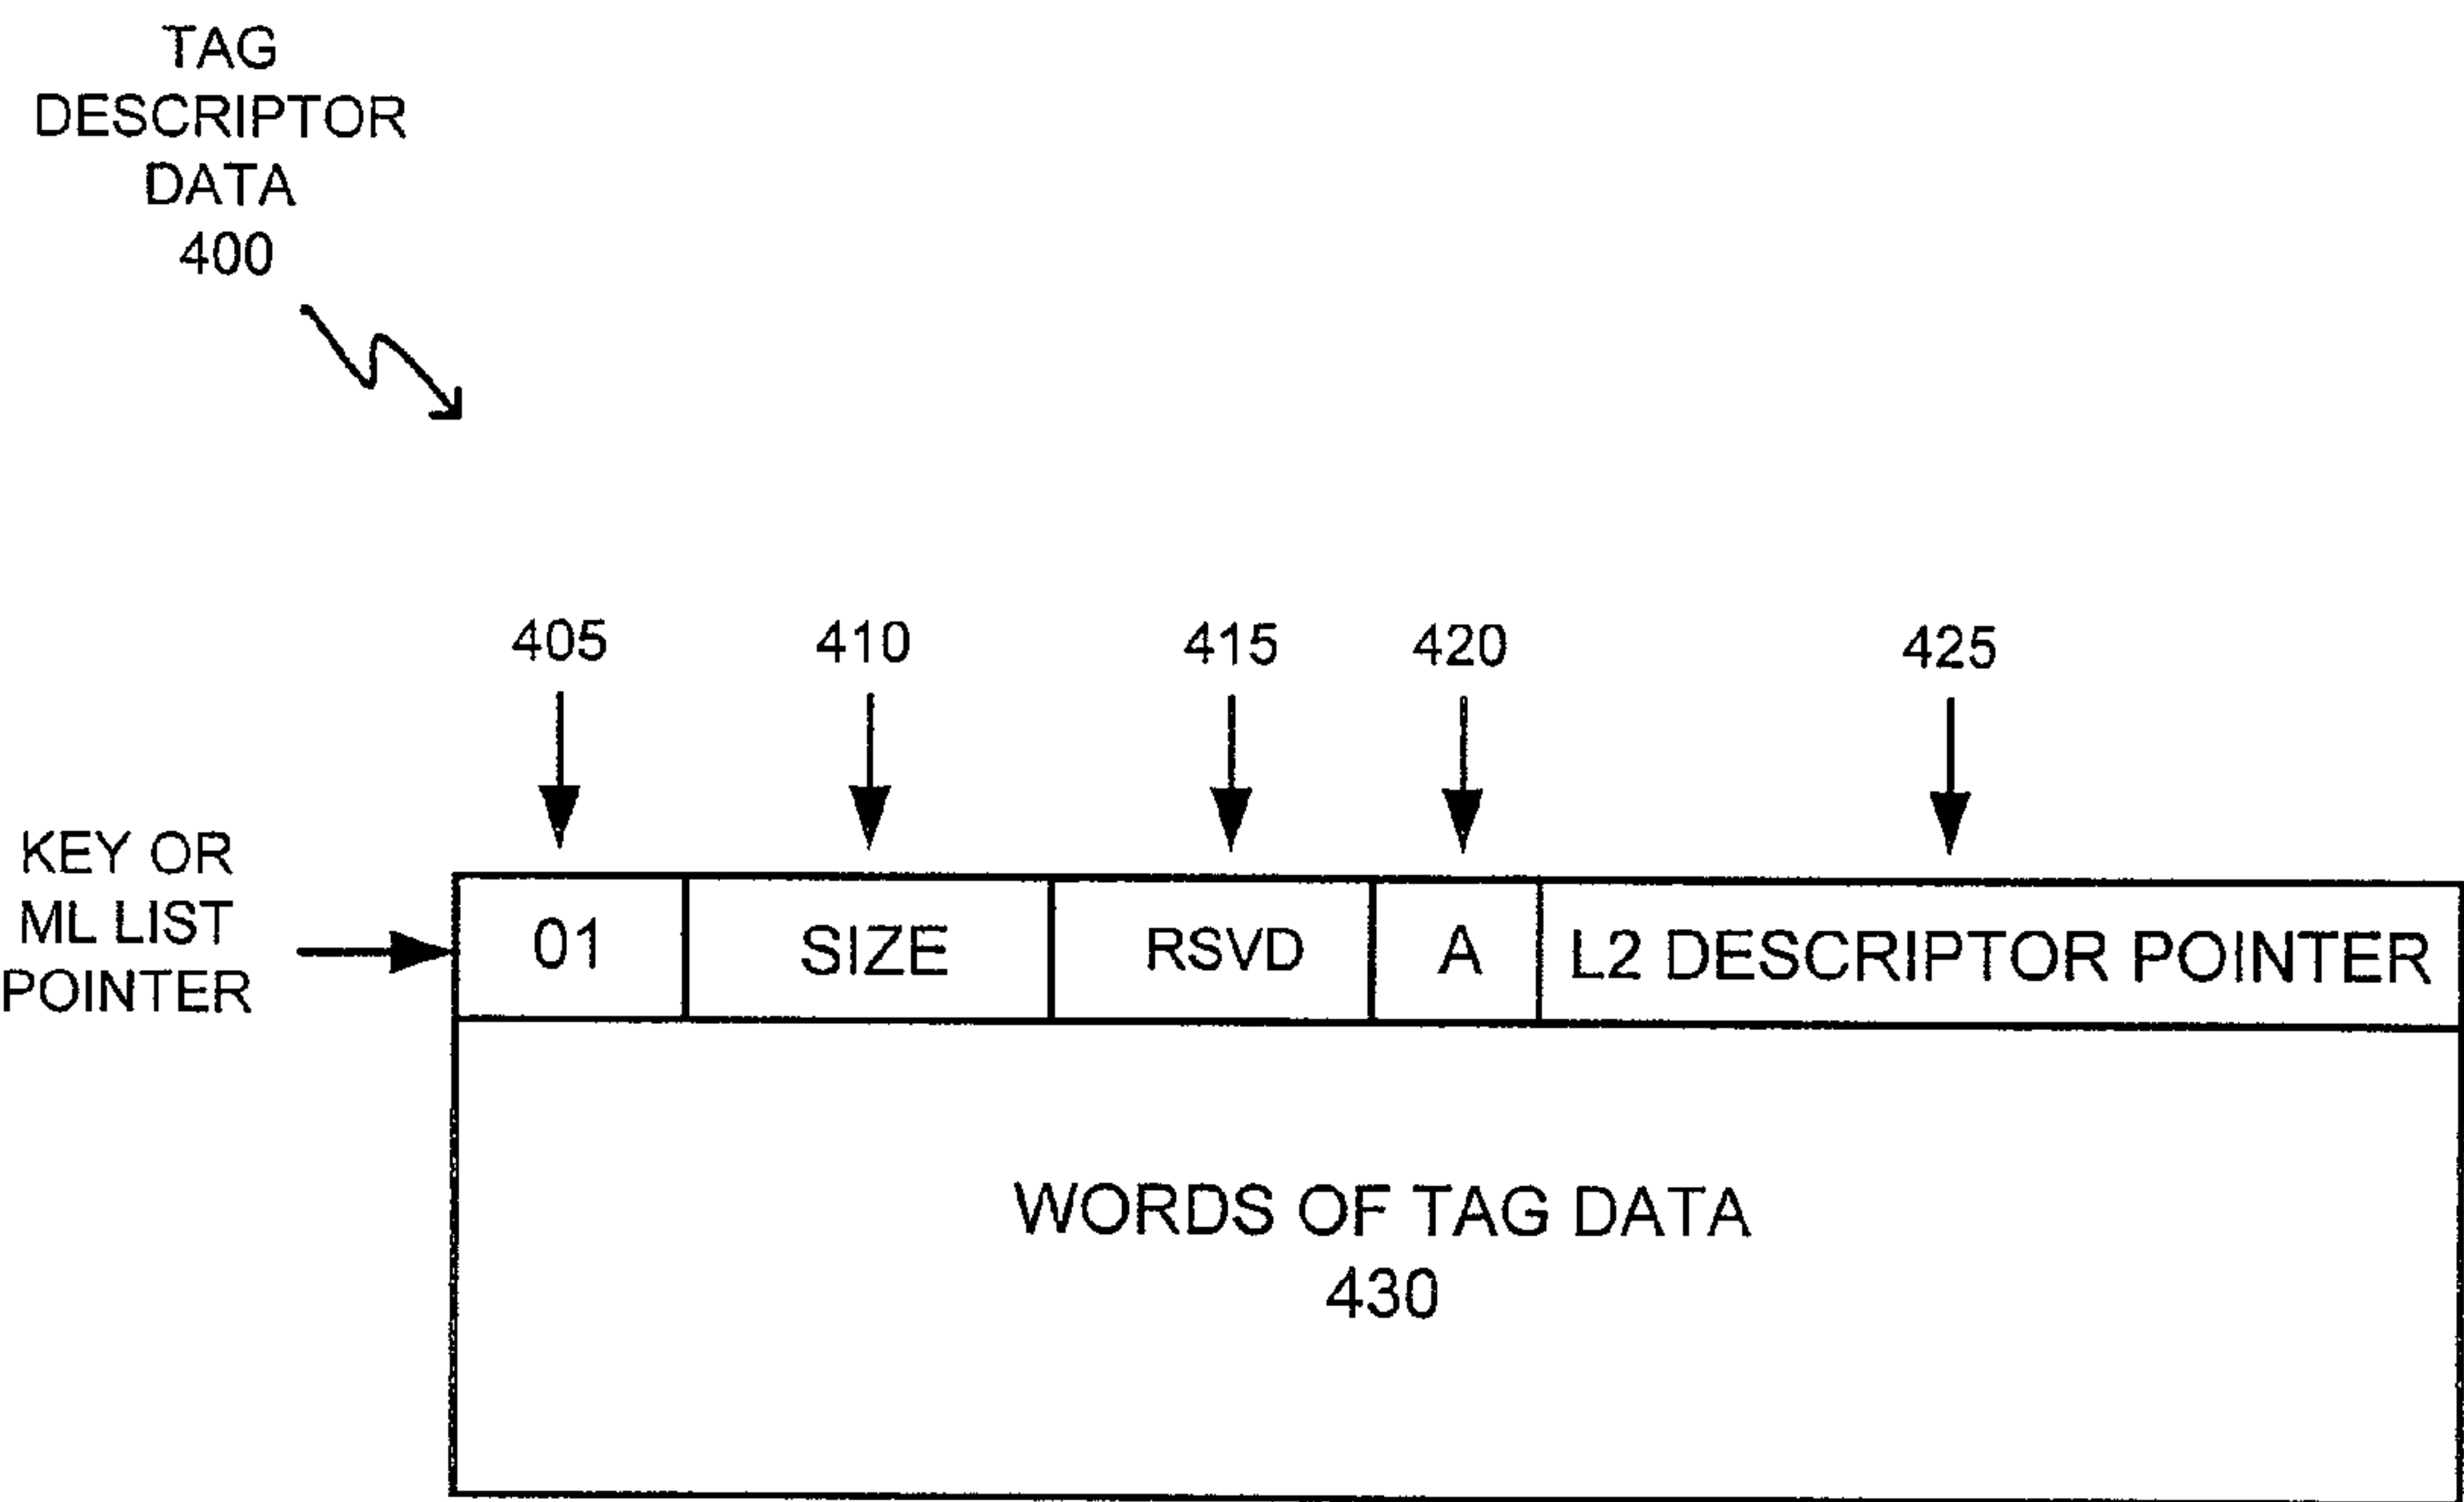 TAG
DESCRIPTOR
DATA
400
405 410 415 420 425
KEY OR
ML LIST
POINTER
01 SIZE RSVD A L2 DESCRIPTOR POINTER
WORDS OF TAG DATA
430